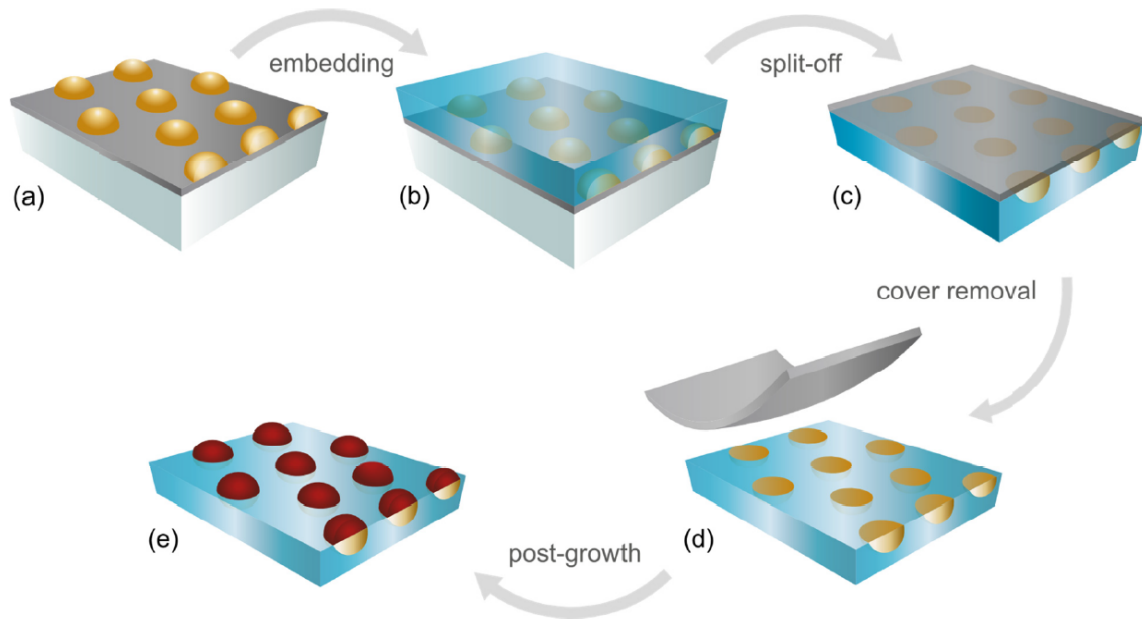 embedding
split-off
(a)
(b)
(c)
cover removal
(e)
(d)
post-growth